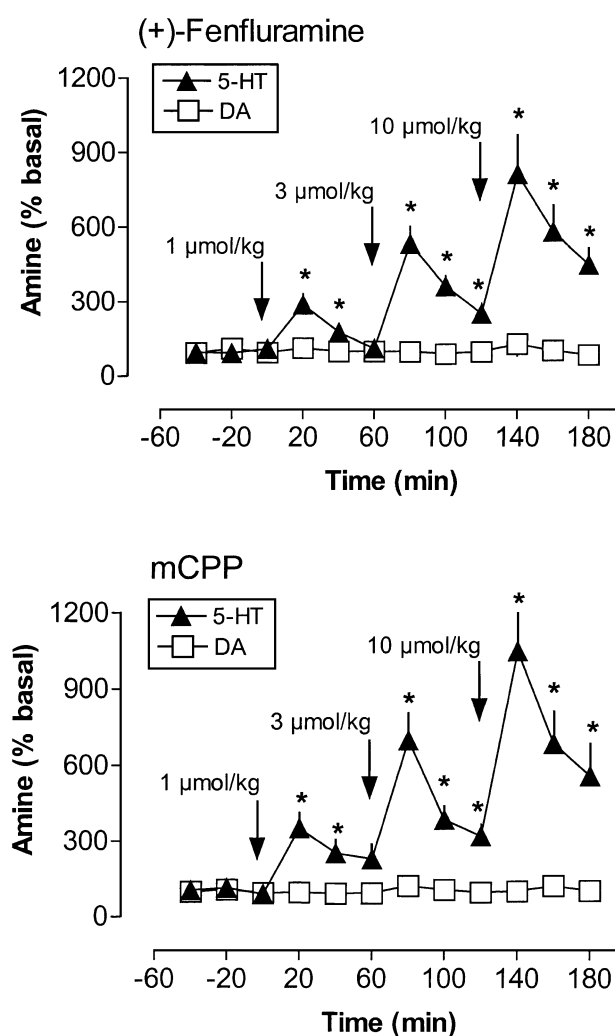 (+)-Fenfluramine
1200
5-HT
DA
900
10 µmol/kg
Amine (% basal)
600
3 µmol/kg
1 µmol/kg
300
0
* * * * * * * *
-60 -20 20 60 100 140 180
Time (min)
mCPP
1200
5-HT
DA
900
10 µmol/kg
Amine (% basal)
600
3 µmol/kg
1 µmol/kg
300
0
* * * * * * * *
-60 -20 20 60 100 140 180
Time (min)